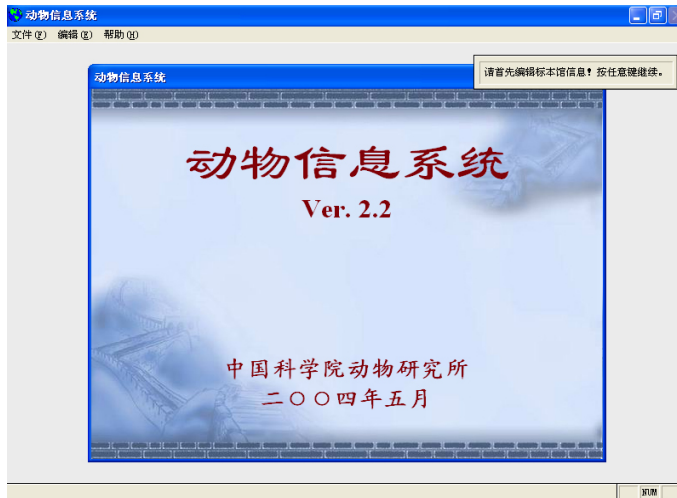 动物信息系统
文件(F) 编辑(E) 帮助(H)
请首先编辑标本馆信息! 按任意键继续。
动物信息系统
动物信息系统
Ver. 2.2
中国科学院动物研究所
二〇〇四年五月
NUM